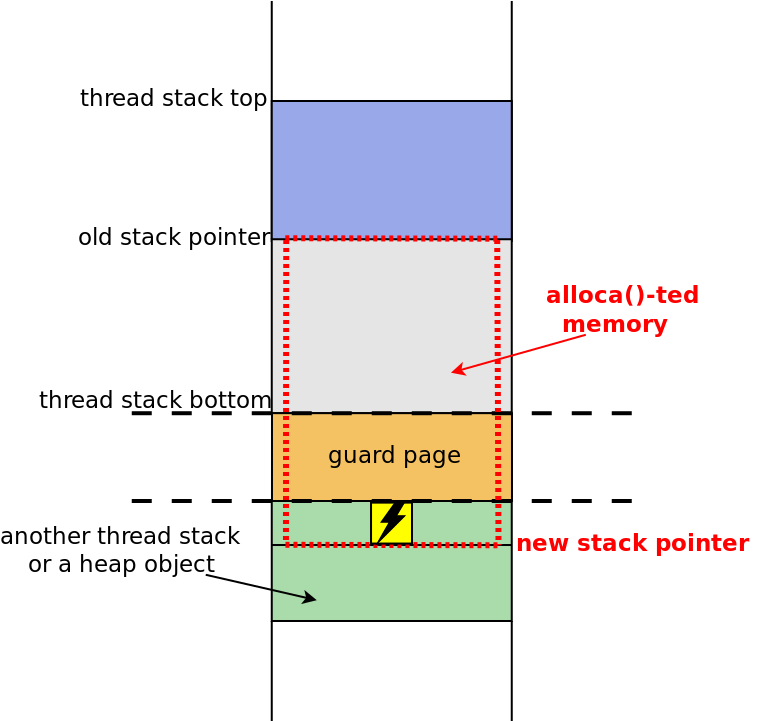 thread stack top
old stack pointer
alloca()-ted
memory
thread stack bottom
guard page
another thread stack
or a heap object
new stack pointer